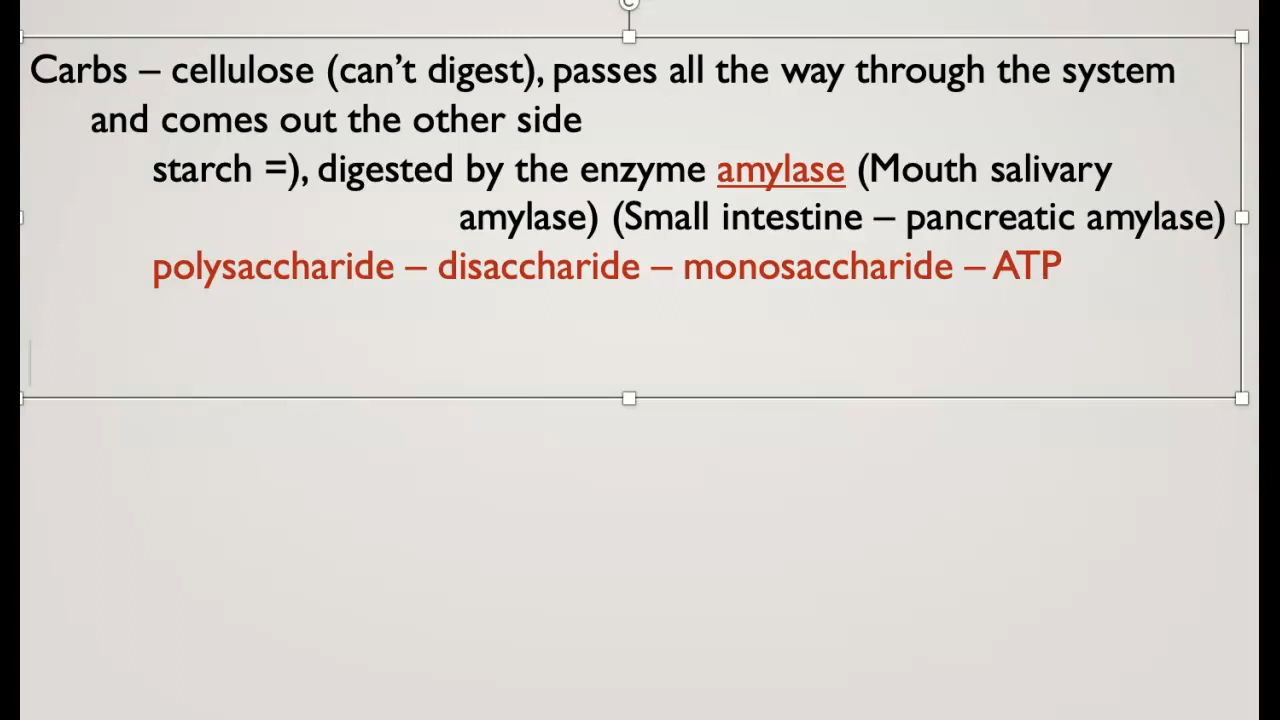 Carbs – cellulose (can't digest), passes all the way through the system
and comes out the other side
starch =), digested by the enzyme amylase (Mouth salivary
amylase) (Small intestine – pancreatic amylase)
polysaccharide – disaccharide – monosaccharide – ATP